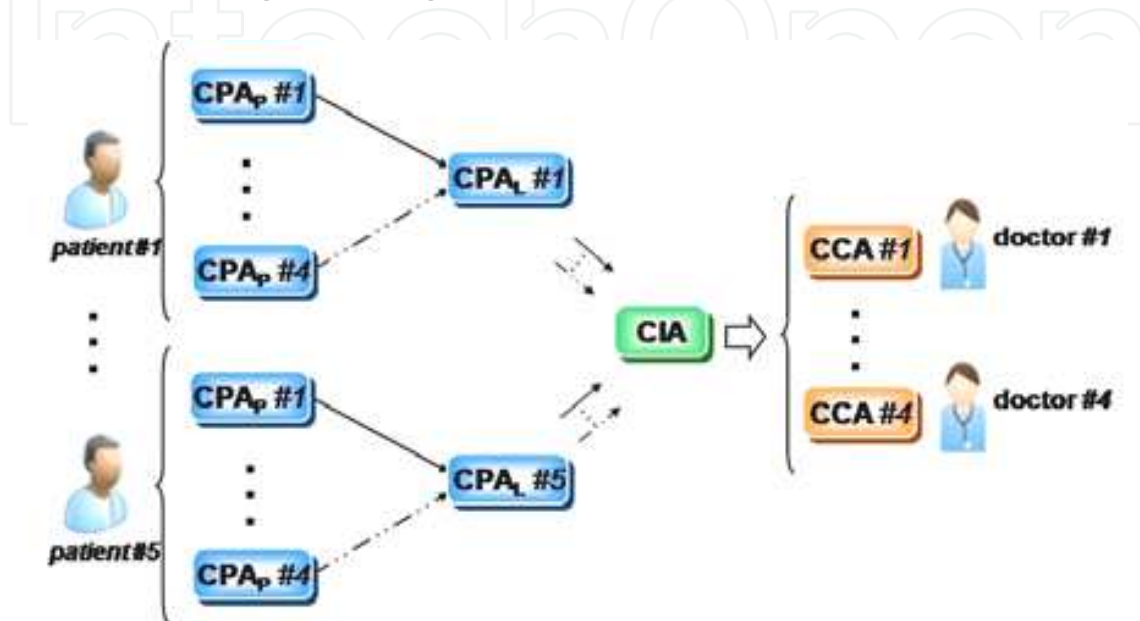 CPAP #1
CPAL #1
patient#1
CPAP #4
CCA #1
doctor #1
CIA
CPAP #1
CCA #4
doctor #4
CPAL #5
patient#5
CPAP #4